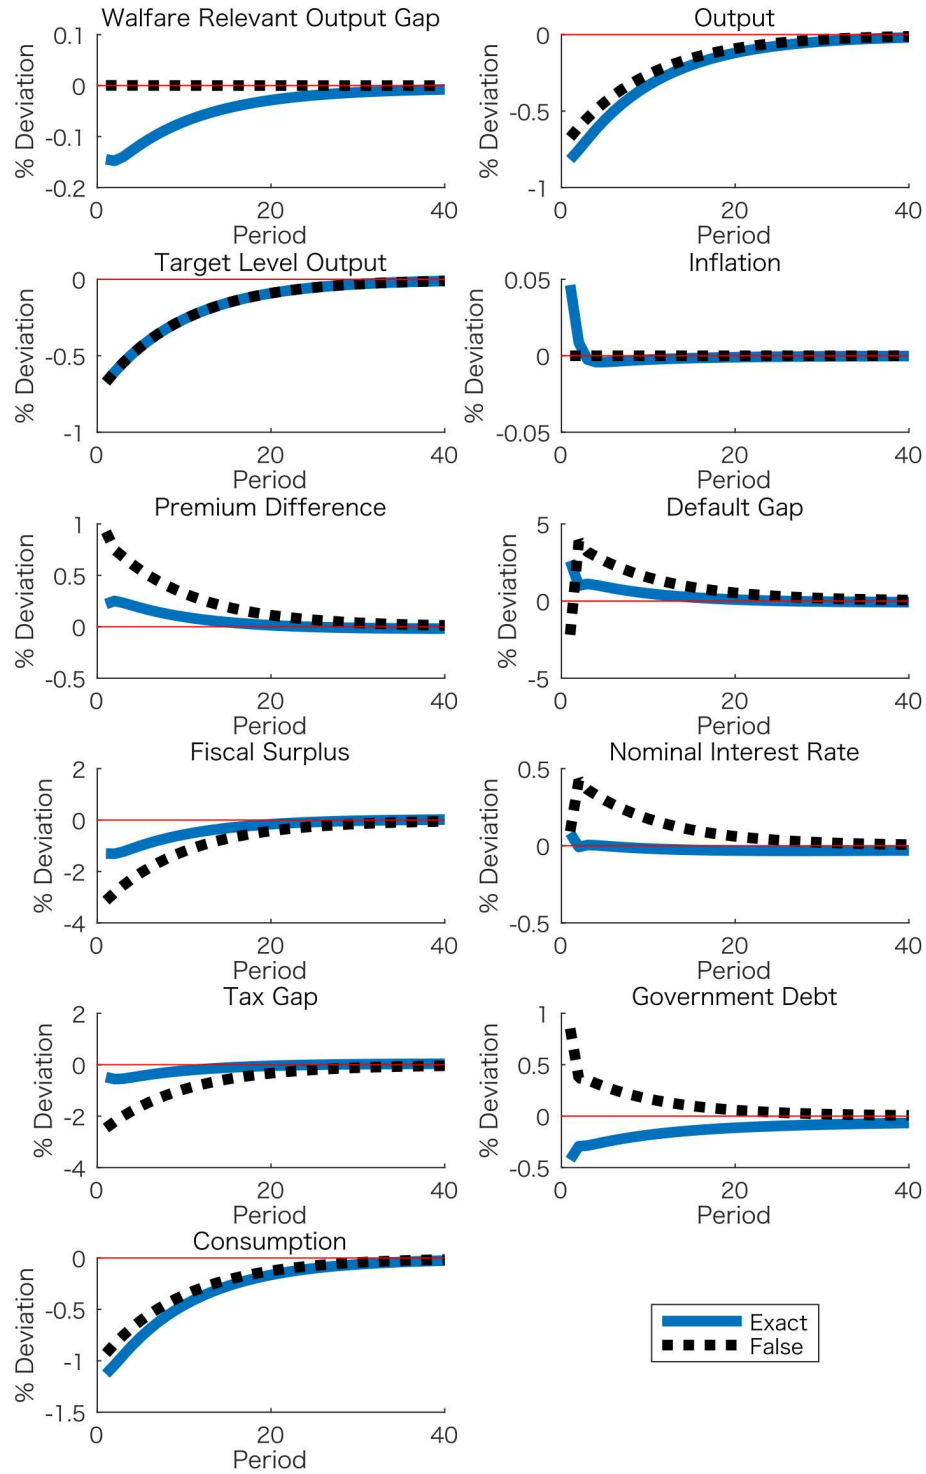 Welfare Relevant Output Gap
% Deviation
0.1
0
-0.1
-0.2
0
20
40
Period
Output
% Deviation
0
-0.5
-1
0
20
40
Period
Target Level Output
% Deviation
0
-0.5
-1
0
20
40
Period
Inflation
% Deviation
0.05
0
-0.05
0
20
40
Period
Premium Difference
% Deviation
1
0.5
0
-0.5
0
20
40
Period
Default Gap
% Deviation
5
0
-5
0
20
40
Period
Fiscal Surplus
% Deviation
2
0
-2
-4
0
20
40
Period
Nominal Interest Rate
% Deviation
0.5
0
-0.5
0
20
40
Period
Tax Gap
% Deviation
2
0
-2
-4
0
20
40
Period
Government Debt
% Deviation
1
0.5
0
-0.5
0
20
40
Period
Consumption
% Deviation
0
-0.5
-1
-1.5
0
20
40
Period
Exact
False